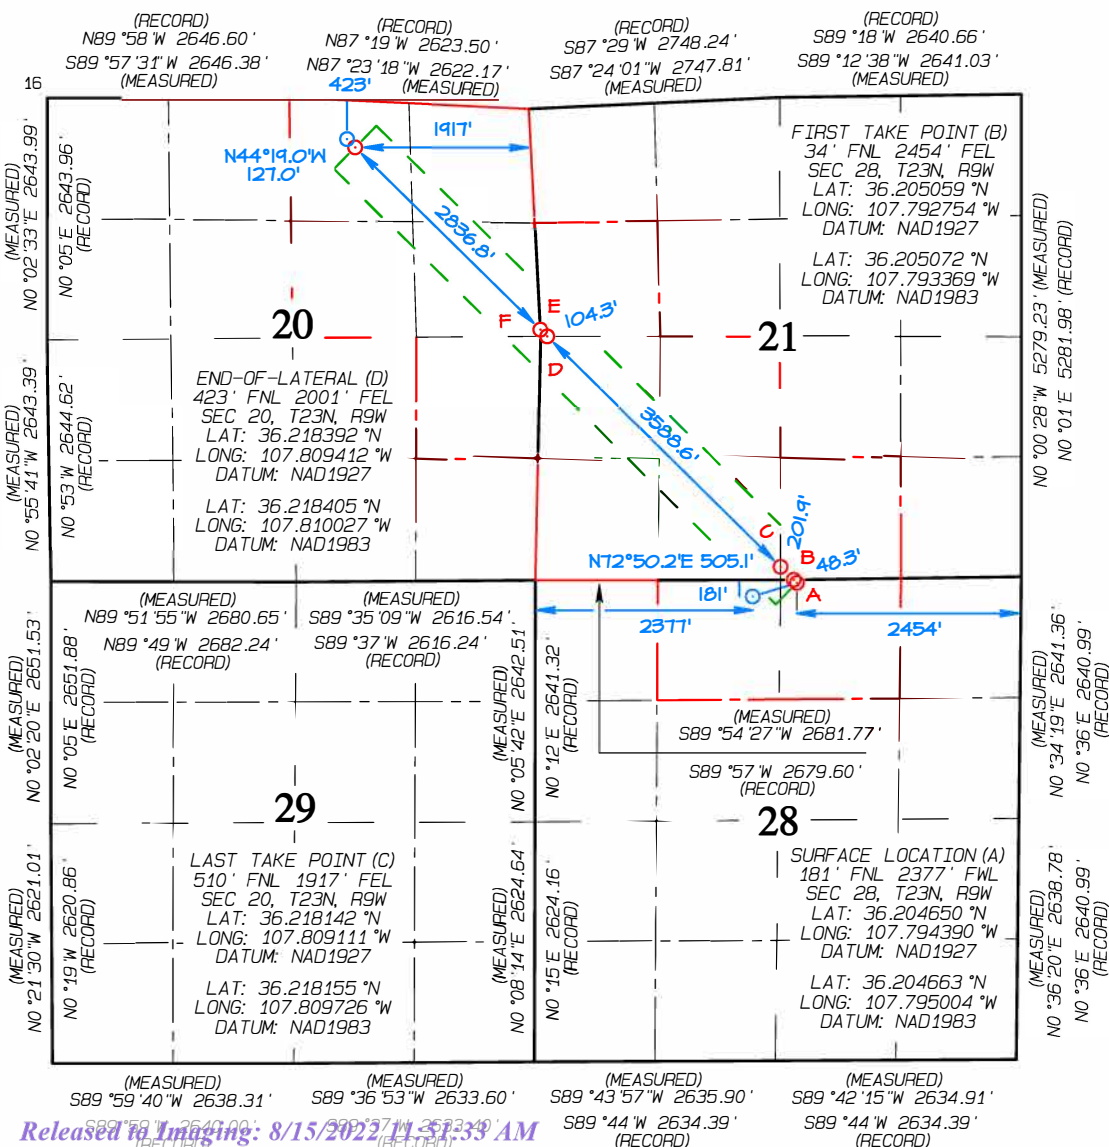 (RECORD)
N89°58'W 2646.60'
S89°57'31"W 2646.38'
(MEASURED)
(RECORD)
N87°19'W 2623.50'
N87°23'18"W 2622.17'
(MEASURED)
(RECORD)
S87°29'W 2748.24'
S87°24'01"W 2747.81'
(MEASURED)
(RECORD)
S89°18'W 2640.66'
S89°12'38"W 2641.03'
(MEASURED)
16
423'
1917'
N44°19.0'W
127.0'
2836.8'
(MEASURED)
N0°02'33"E 2643.99'
N0°05'E 2643.96'
(RECORD)
FIRST TAKE POINT (B)
34' FNL 2454' FEL
SEC 28, T23N, R9W
LAT: 36.205059 °N
LONG: 107.792754 °W
DATUM: NAD1927
LAT: 36.205072 °N
LONG: 107.793369 °W
DATUM: NAD1983
N0°00'28"W 5279.23' (MEASURED)
N0°01'E 5281.98' (RECORD)
20
E
F
104.3'
D
21
END-OF-LATERAL (D)
423' FNL 2001' FEL
SEC 20, T23N, R9W
LAT: 36.218392 °N
LONG: 107.809412 °W
DATUM: NAD1927
LAT: 36.218405 °N
LONG: 107.810027 °W
DATUM: NAD1983
(MEASURED)
N0°55'41"W 2643.39'
N0°53'W 2644.62'
(RECORD)
3588.6'
C
201.9'
B
48.3'
A
N72°50.2'E 505.1'
181'
2377'
2454'
(MEASURED)
N89°51'55"W 2680.65'
N89°49'W 2682.24'
(RECORD)
(MEASURED)
S89°35'09"W 2616.54'
S89°37'W 2616.24'
(RECORD)
(MEASURED)
N0°02'20"E 2651.53'
N0°05'E 2651.88'
(RECORD)
(MEASURED)
N0°05'42"E 2642.51'
N0°12'E 2641.32'
(RECORD)
(MEASURED)
S89°54'27"W 2681.77'
S89°57'W 2679.60'
(RECORD)
(MEASURED)
N0°34'19"E 2641.36'
N0°36'E 2640.99'
(RECORD)
29
28
LAST TAKE POINT (C)
510' FNL 1917' FEL
SEC 20, T23N, R9W
LAT: 36.218142 °N
LONG: 107.809111 °W
DATUM: NAD1927
LAT: 36.218155 °N
LONG: 107.809726 °W
DATUM: NAD1983
SURFACE LOCATION (A)
181' FNL 2377' FWL
SEC 28, T23N, R9W
LAT: 36.204650 °N
LONG: 107.794390 °W
DATUM: NAD1927
LAT: 36.204663 °N
LONG: 107.795004 °W
DATUM: NAD1983
(MEASURED)
N0°21'30"W 2621.01'
N0°19'W 2620.86'
(RECORD)
(MEASURED)
N0°08'14"E 2624.64'
N0°15'E 2624.16'
(RECORD)
(MEASURED)
N0°36'20"E 2638.78'
N0°36'E 2640.99'
(RECORD)
(MEASURED)
S89°59'40"W 2638.31'
(MEASURED)
S89°36'53"W 2633.60'
(MEASURED)
S89°43'57"W 2635.90'
S89°44'W 2634.39'
(RECORD)
(MEASURED)
S89°42'15"W 2634.91'
S89°44'W 2634.39'
(RECORD)
Released to Imaging: 8/15/2022 11:51:33 AM